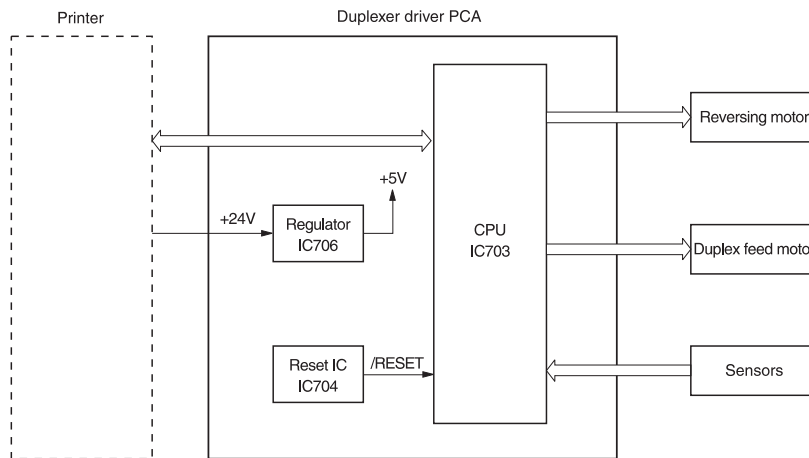 Printer
Duplexer driver PCA
Reversing motor
+5V
+24V
Regulator
IC706
CPU
IC703
Duplex feed motor
Reset IC
IC704
/RESET
Sensors